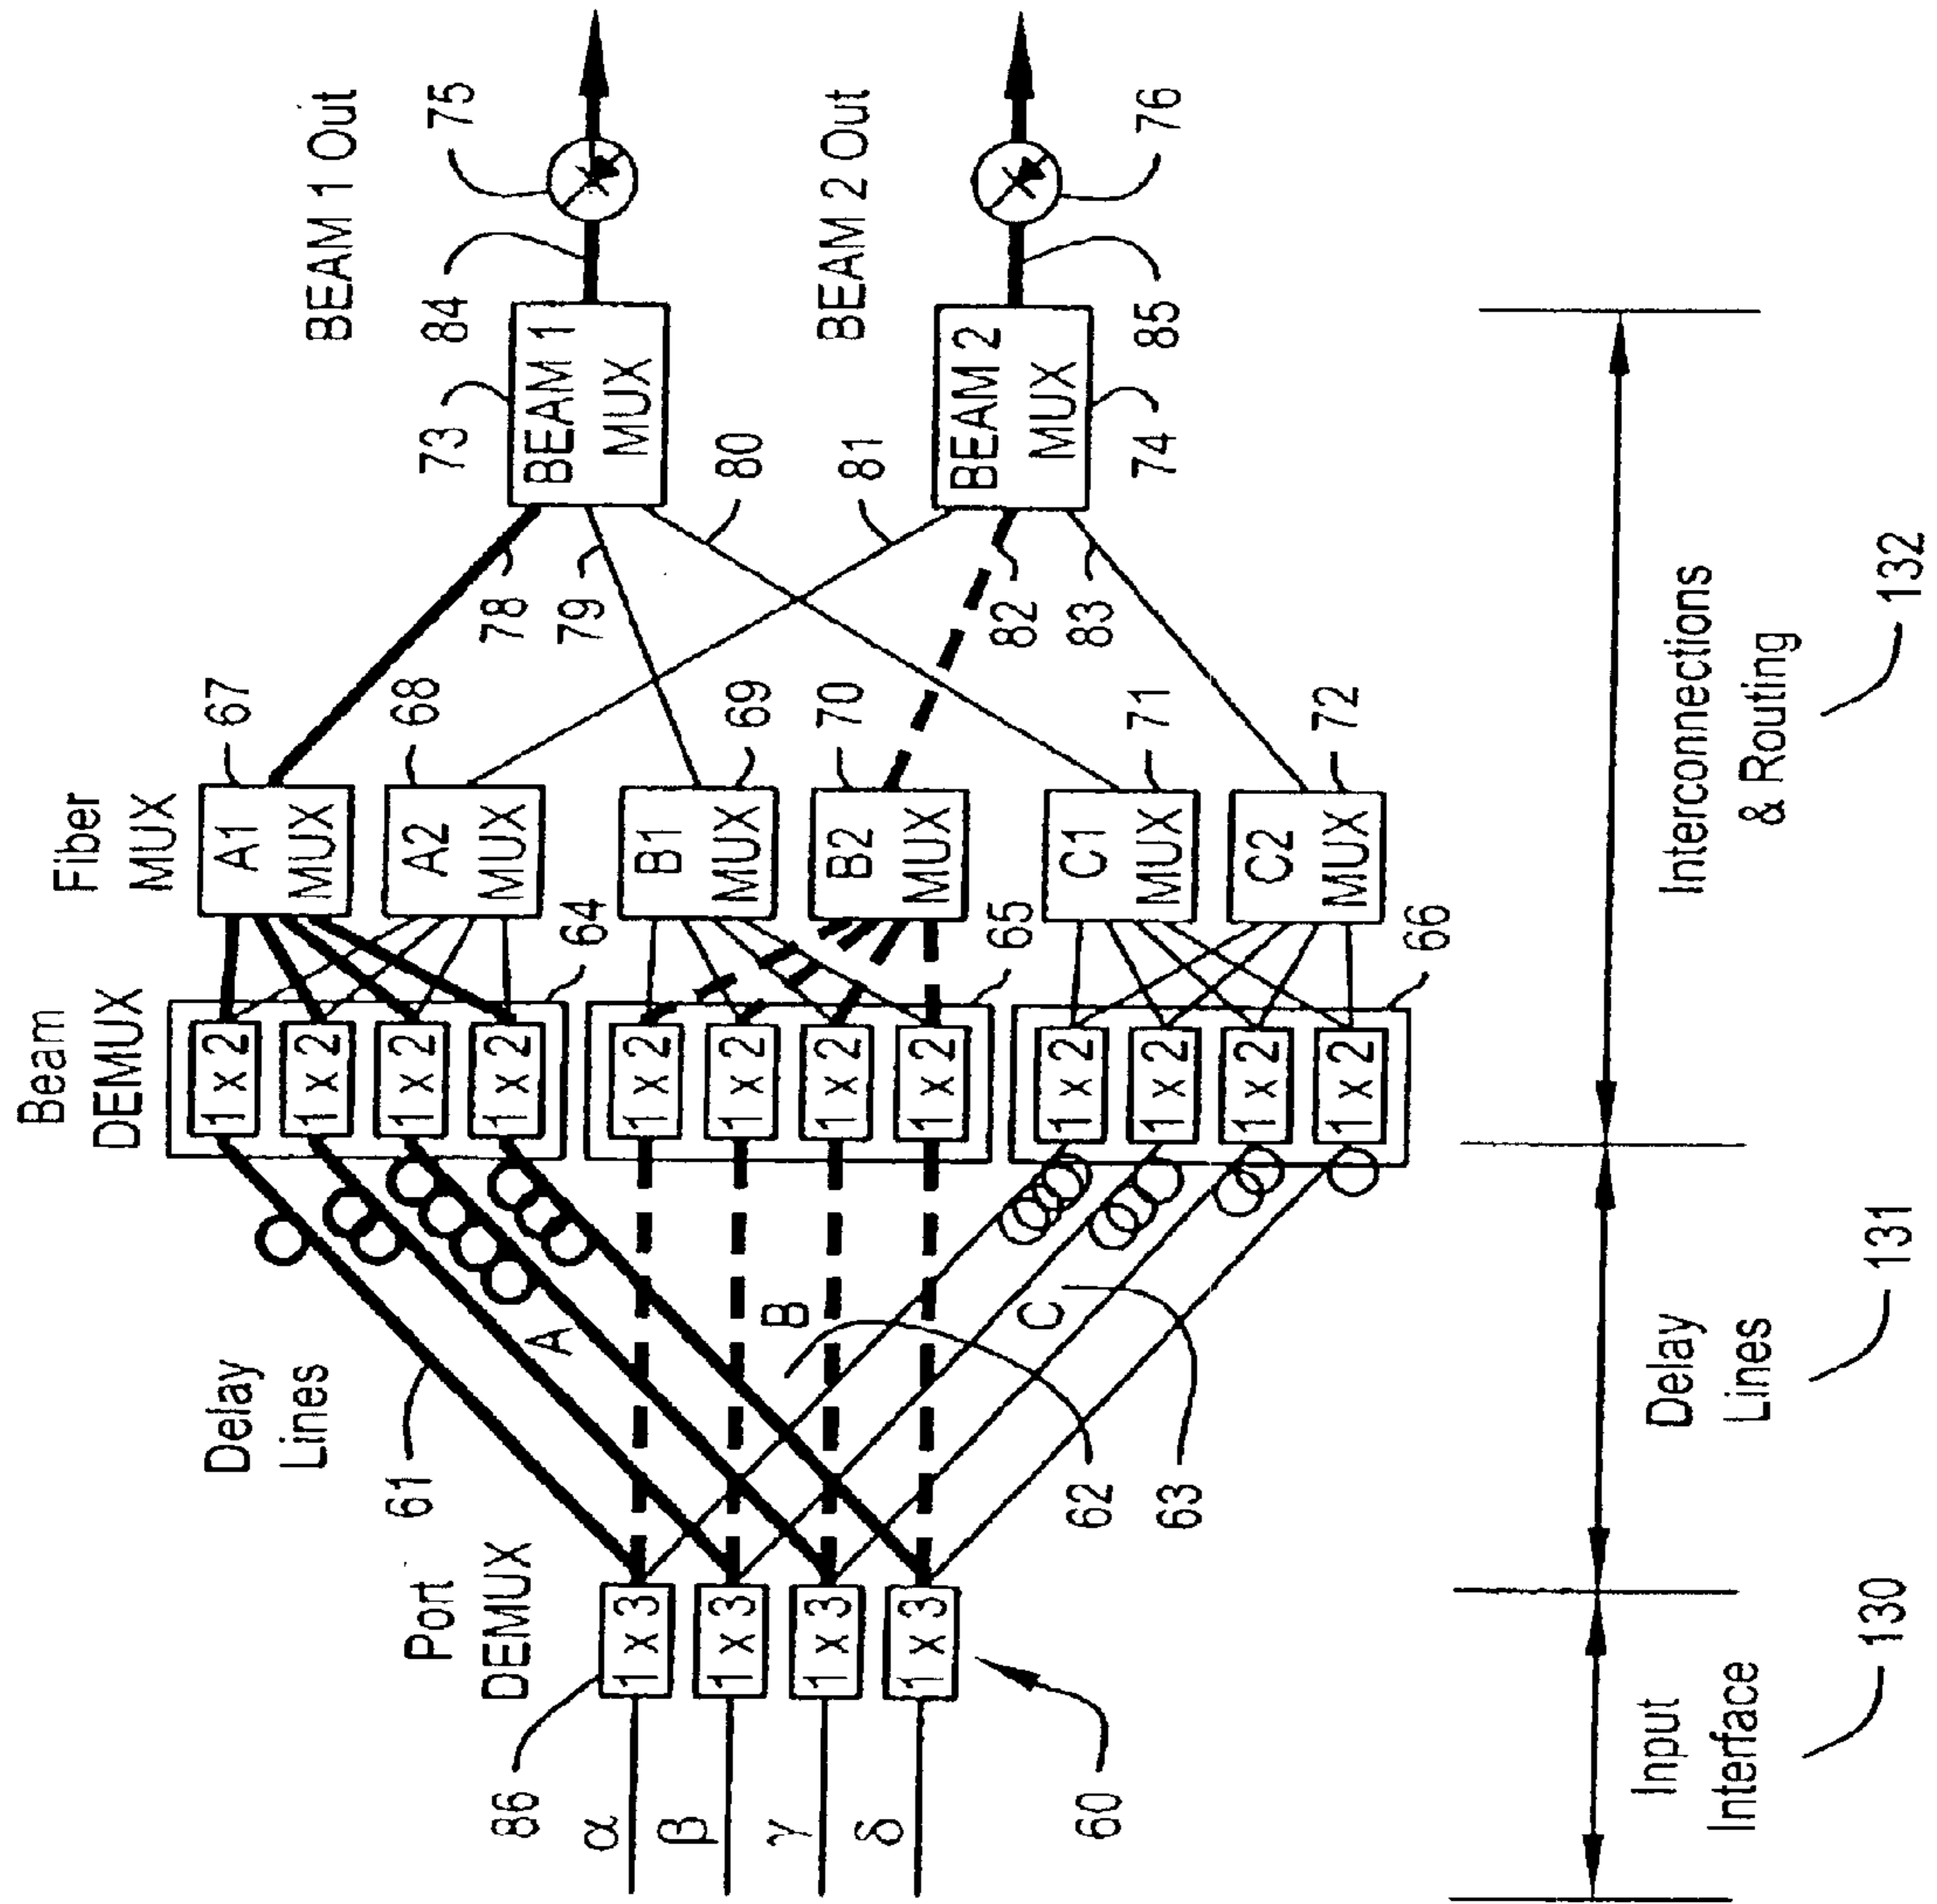 BEAM 1 Out
75
BEAM 2 Out
76
84
73
BEAM 1
MUX
85
74
BEAM 2
MUX
80
81
78
79
82
83
Fiber
MUX
67
A1
MUX
68
A2
MUX
69
B1
MUX
70
B2
MUX
71
C1
MUX
72
C2
MUX
Beam
DEMUX
64
65
66
1 x 2
1 x 2
1 x 2
1 x 2
1 x 2
1 x 2
1 x 2
1 x 2
1 x 2
1 x 2
1 x 2
1 x 2
Delay
Lines
A
B
C
61
62
63
Port
DEMUX
1 x 3
1 x 3
1 x 3
1 x 3
86
60
α
β
γ
δ
Input
Interface
130
Delay
Lines
131
Interconnections
& Routing
132